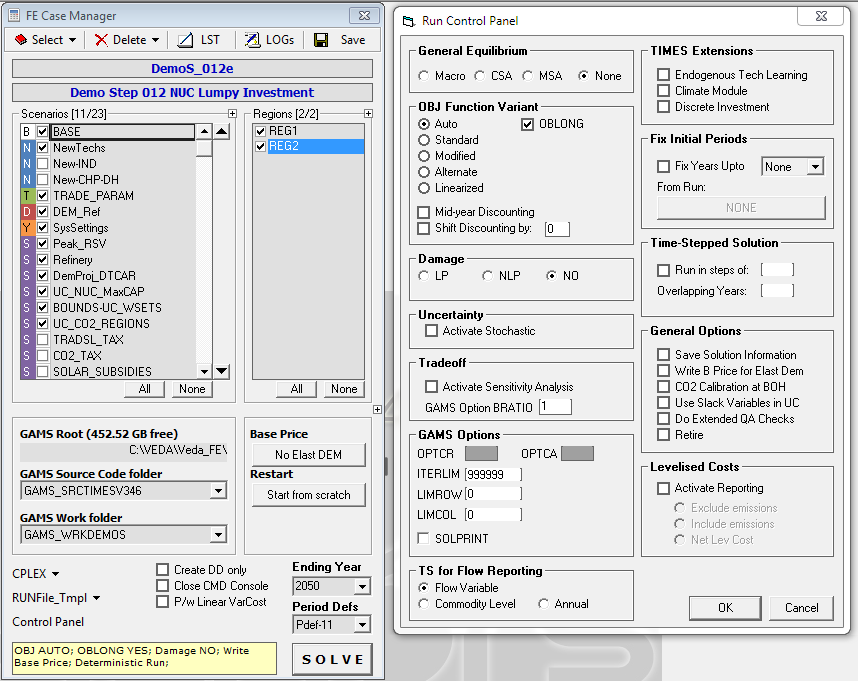 FE Case Manager
Select Delete LST LOGs Save
DemoS_012e
Demo Step 012 NUC Lumpy Investment
Scenarios [11/23]
B BASE
N NewTechs
N New-IND
N New-CHP-DH
T TRADE_PARAM
D DEM_Ref
Y SysSettings
S Peak_RSV
S Refinery
S DemProj_DTCAR
S UC_NUC_MaxCAP
S BOUNDS-UC_WSETS
S UC_CO2_REGIONS
S TRADSL_TAX
S CO2_TAX
S SOLAR_SUBSIDIES
All None
Regions [2/2]
REG1
REG2
All None
GAMS Root (452.52 GB free)
C:\VEDA\Veda_FE\
GAMS Source Code folder
GAMS_SRCTIMESV346
GAMS Work folder
GAMS_WRKDEMOS
Base Price
No Elast DEM
Restart
Start from scratch
CPLEX
RUNFile_Tmpl
Control Panel
Create DD only
Close CMD Console
P/w Linear VarCost
Ending Year
2050
Period Defs
Pdef-11
OBJ AUTO; OBLONG YES; Damage NO; Write
Base Price; Deterministic Run;
S O L V E
Run Control Panel
General Equilibrium
Macro CSA MSA None
OBJ Function Variant
Auto OBLONG
Standard
Modified
Alternate
Linearized
Mid-year Discounting
Shift Discounting by: 0
Damage
LP NLP NO
Uncertainty
Activate Stochastic
Tradeoff
Activate Sensitivity Analysis
GAMS Option BRATIO 1
GAMS Options
OPTCR OPTCA
ITERLIM 999999
LIMROW 0
LIMCOL 0
SOLPRINT
TS for Flow Reporting
Flow Variable
Commodity Level Annual
TIMES Extensions
Endogenous Tech Learning
Climate Module
Discrete Investment
Fix Initial Periods
Fix Years Upto None
From Run:
NONE
Time-Stepped Solution
Run in steps of:
Overlapping Years:
General Options
Save Solution Information
Write B Price for Elast Dem
CO2 Calibration at BOH
Use Slack Variables in UC
Do Extended QA Checks
Retire
Levelised Costs
Activate Reporting
Exclude emissions
Include emissions
Net Lev Cost
OK Cancel